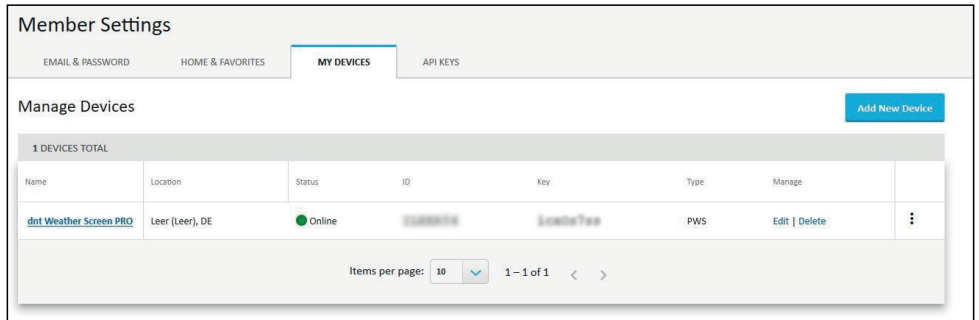 Member Settings
EMAIL & PASSWORD HOME & FAVORITES MY DEVICES API KEYS
Manage Devices Add New Device
1 DEVICES TOTAL
Name Location Status ID Key Type Manage
dnt Weather Screen PRO Leer (Leer), DE Online PWS Edit | Delete
Items per page: 10 1 – 1 of 1 < >